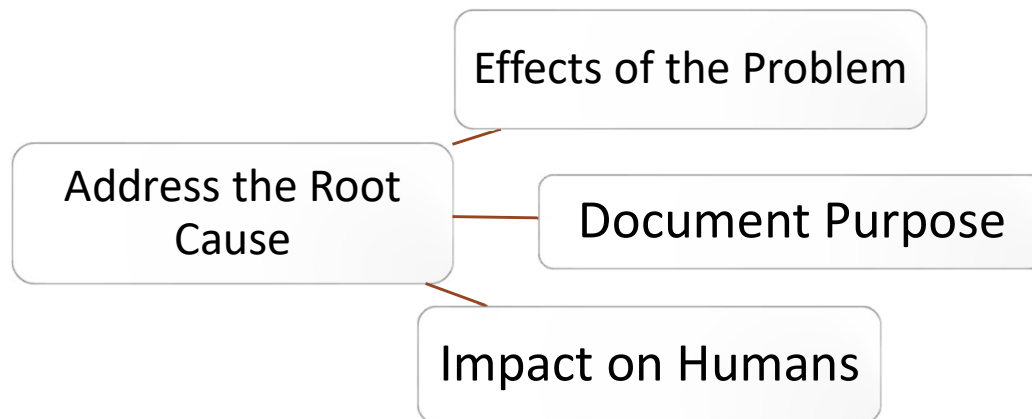 Effects of the Problem
Address the Root
Cause
Document Purpose
Impact on Humans